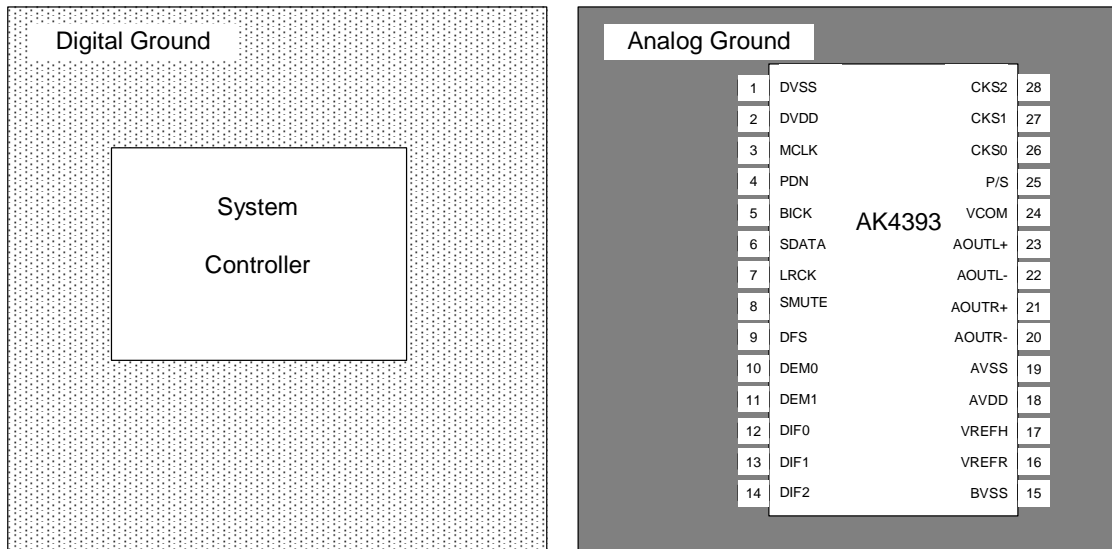 Digital Ground
System
Controller
Analog Ground
AK4393
1 DVSS
2 DVDD
3 MCLK
4 PDN
5 BICK
6 SDATA
7 LRCK
8 SMUTE
9 DFS
10 DEM0
11 DEM1
12 DIF0
13 DIF1
14 DIF2
CKS2 28
CKS1 27
CKS0 26
P/S 25
VCOM 24
AOUTL+ 23
AOUTL- 22
AOUTR+ 21
AOUTR- 20
AVSS 19
AVDD 18
VREFH 17
VREFR 16
BVSS 15